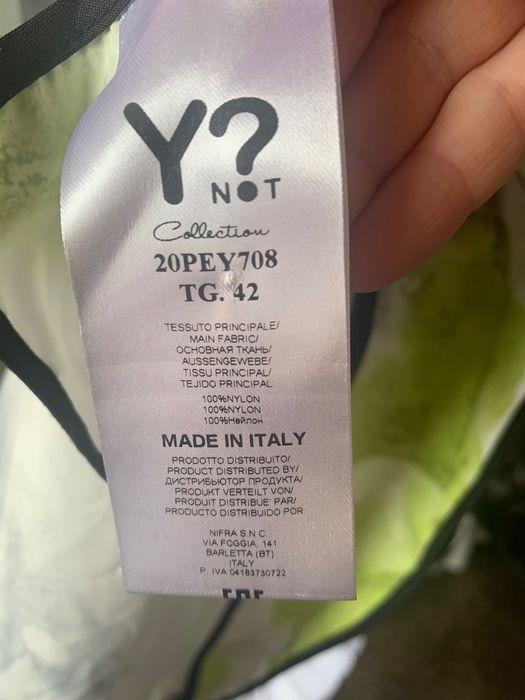 Y?
NOT
Collection
20PEY708
TG. 42
TESSUTO PRINCIPALE/
MAIN FABRIC/
ОСНОВНАЯ ТКАНЬ/
AUSSENGEWEBE/
TISSU PRINCIPAL/
TEJIDO PRINCIPAL:
100%NYLON
100%NYLON
100%Нейлон
MADE IN ITALY
PRODOTTO DISTRIBUITO/
PRODUCT DISTRIBUTED BY/
ДИСТРИБЬЮТОР ПРОДУКТА/
PRODUKT VERTEILT VON/
PRODUIT DISTRIBUE' PAR/
PRODUCTO DISTRIBUIDO POR:
NIFRA S.N.C.
VIA FOGGIA, 141
BARLETTA (BT)
ITALY
P. IVA 04183730722